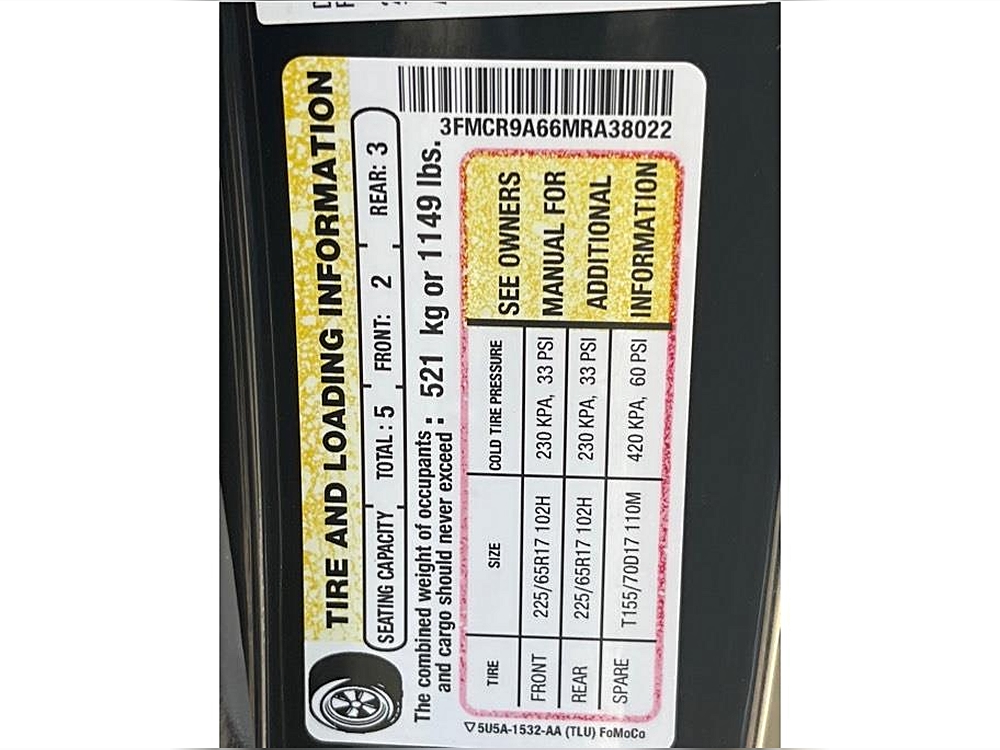 TIRE AND LOADING INFORMATION
SEATING CAPACITY TOTAL: 5 FRONT: 2 REAR: 3
The combined weight of occupants
and cargo should never exceed : 521 kg or 1149 lbs.
3FMCR9A66MRA38022
TIRE SIZE COLD TIRE PRESSURE
FRONT 225/65R17 102H 230 KPA, 33 PSI
REAR 225/65R17 102H 230 KPA, 33 PSI
SPARE T155/70D17 110M 420 KPA, 60 PSI
SEE OWNERS
MANUAL FOR
ADDITIONAL
INFORMATION
▽5U5A-1532-AA (TLU) FoMoCo